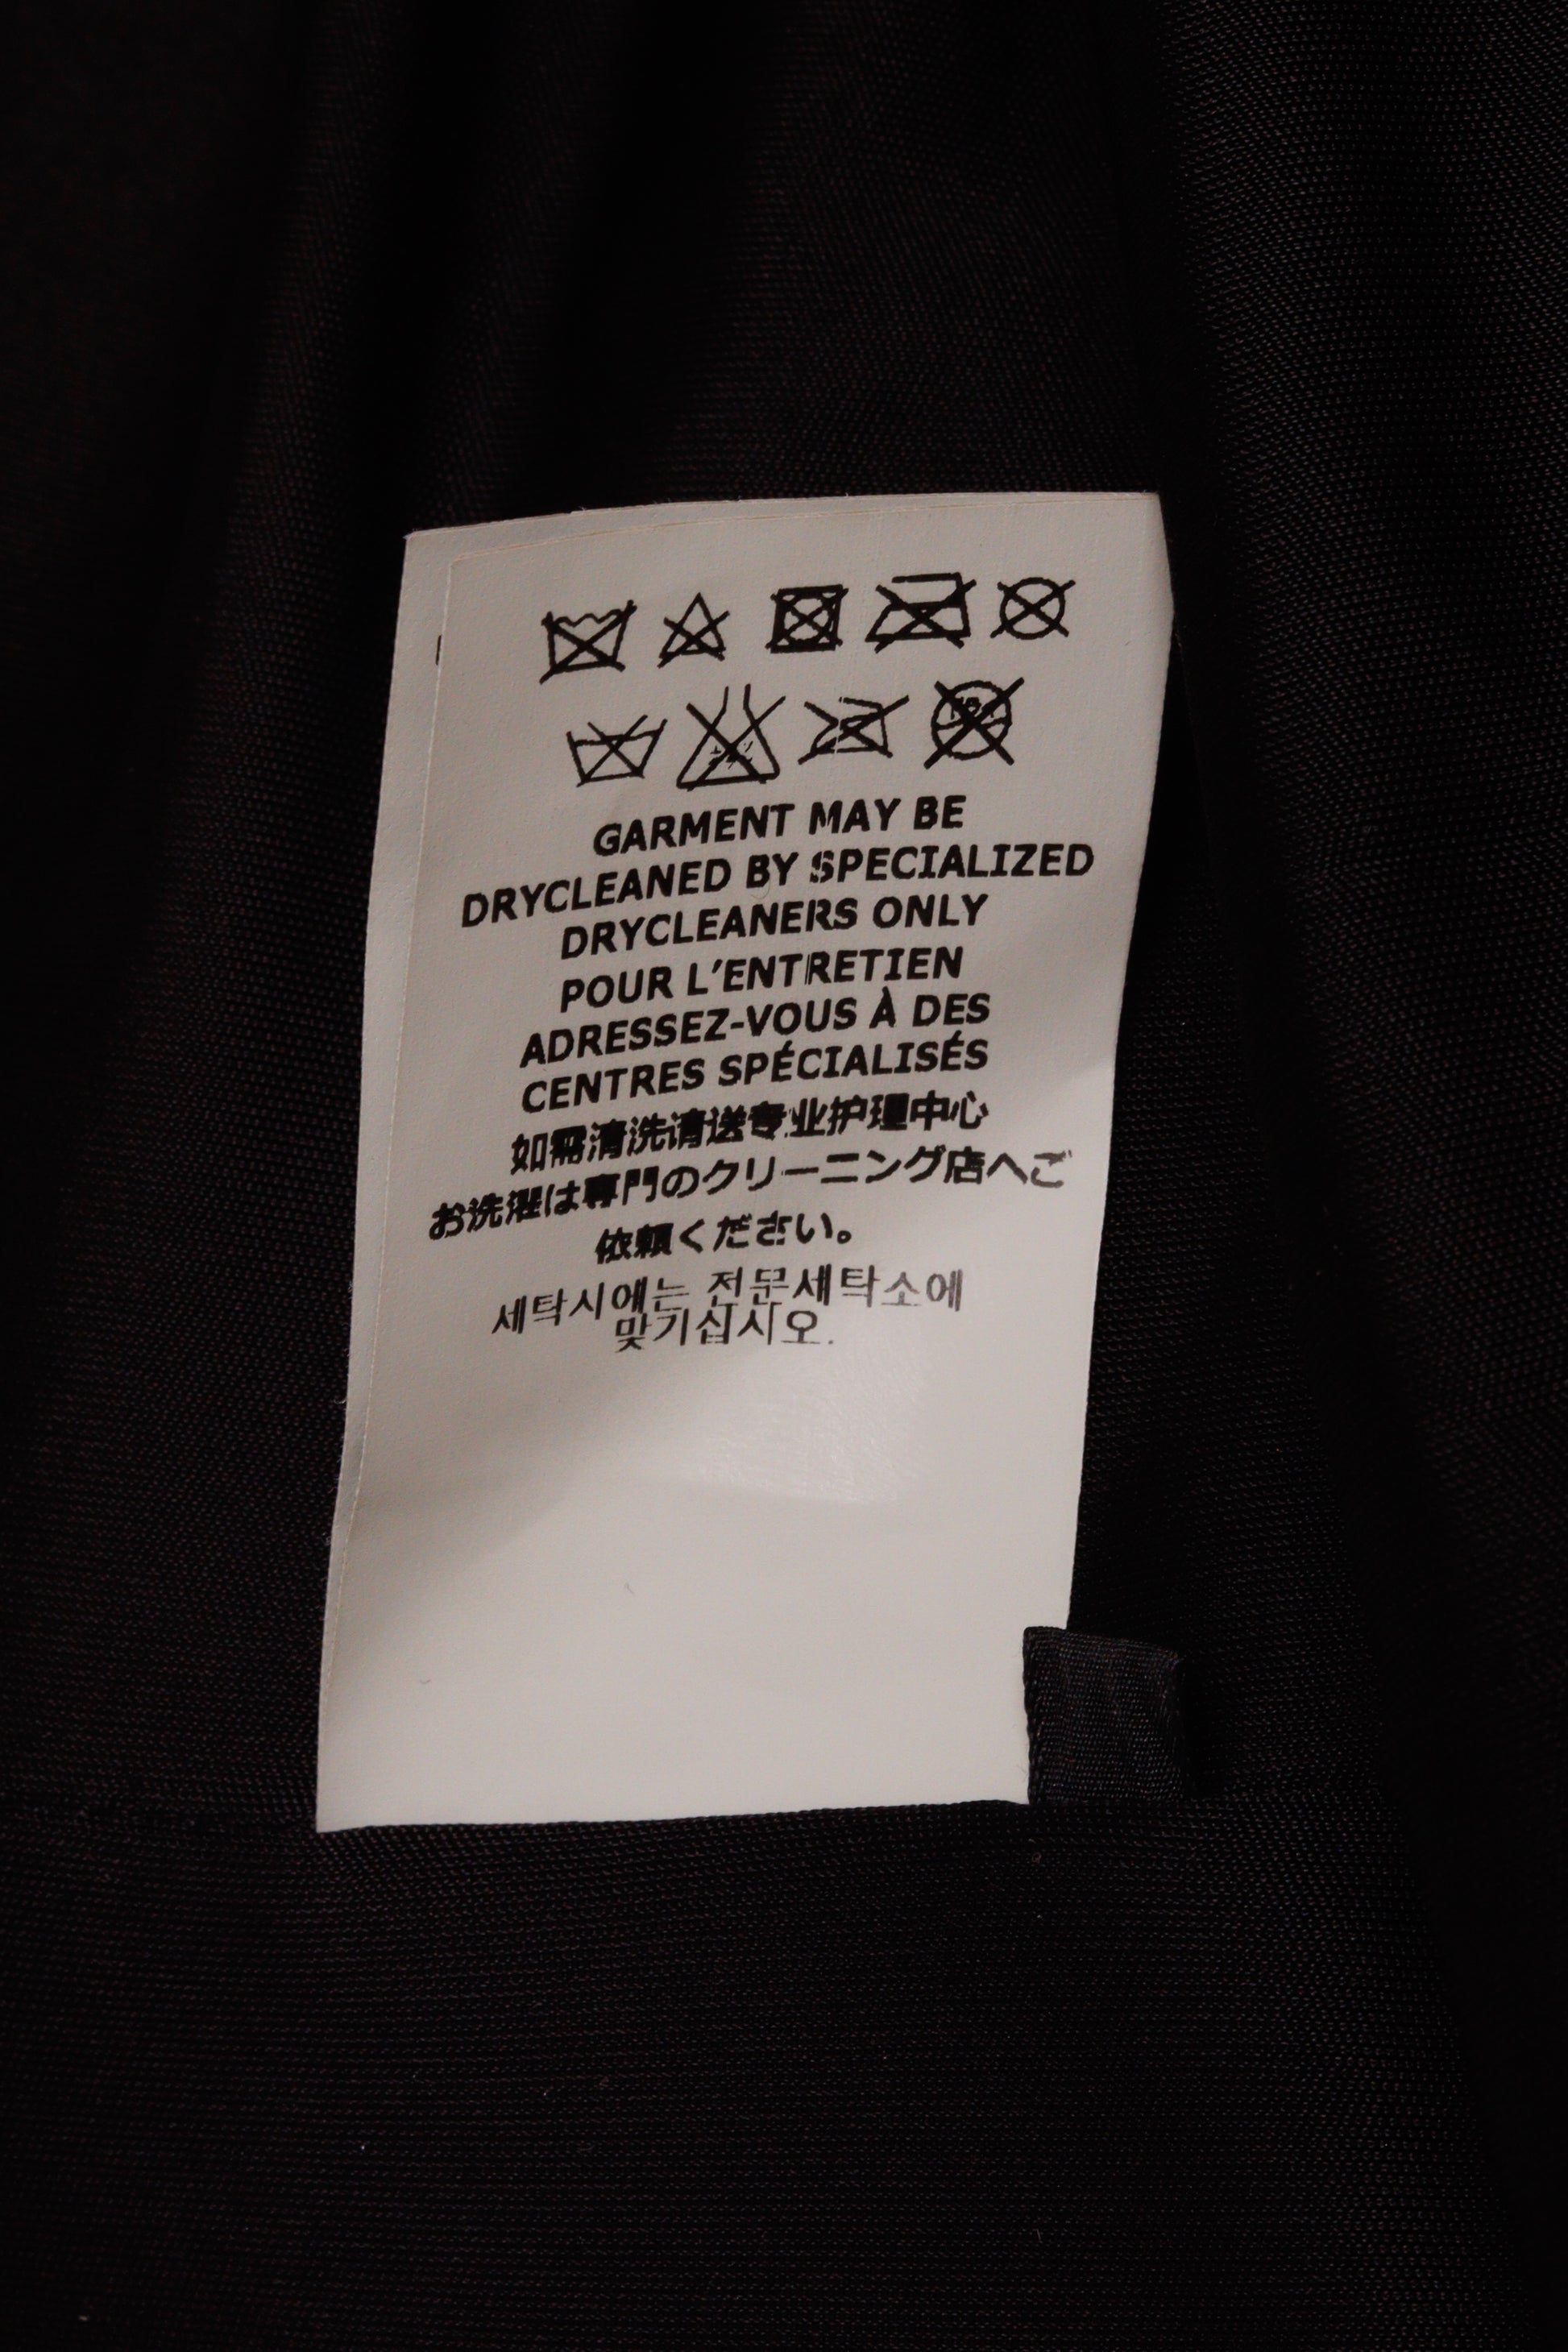 GARMENT MAY BE
DRYCLEANED BY SPECIALIZED
DRYCLEANERS ONLY
POUR L'ENTRETIEN
ADRESSEZ-VOUS À DES
CENTRES SPÉCIALISÉS
如需清洗请送专业护理中心
お洗濯は専門のクリーニング店へご
依頼ください。
세탁시에는 전문세탁소에
맞기십시오.